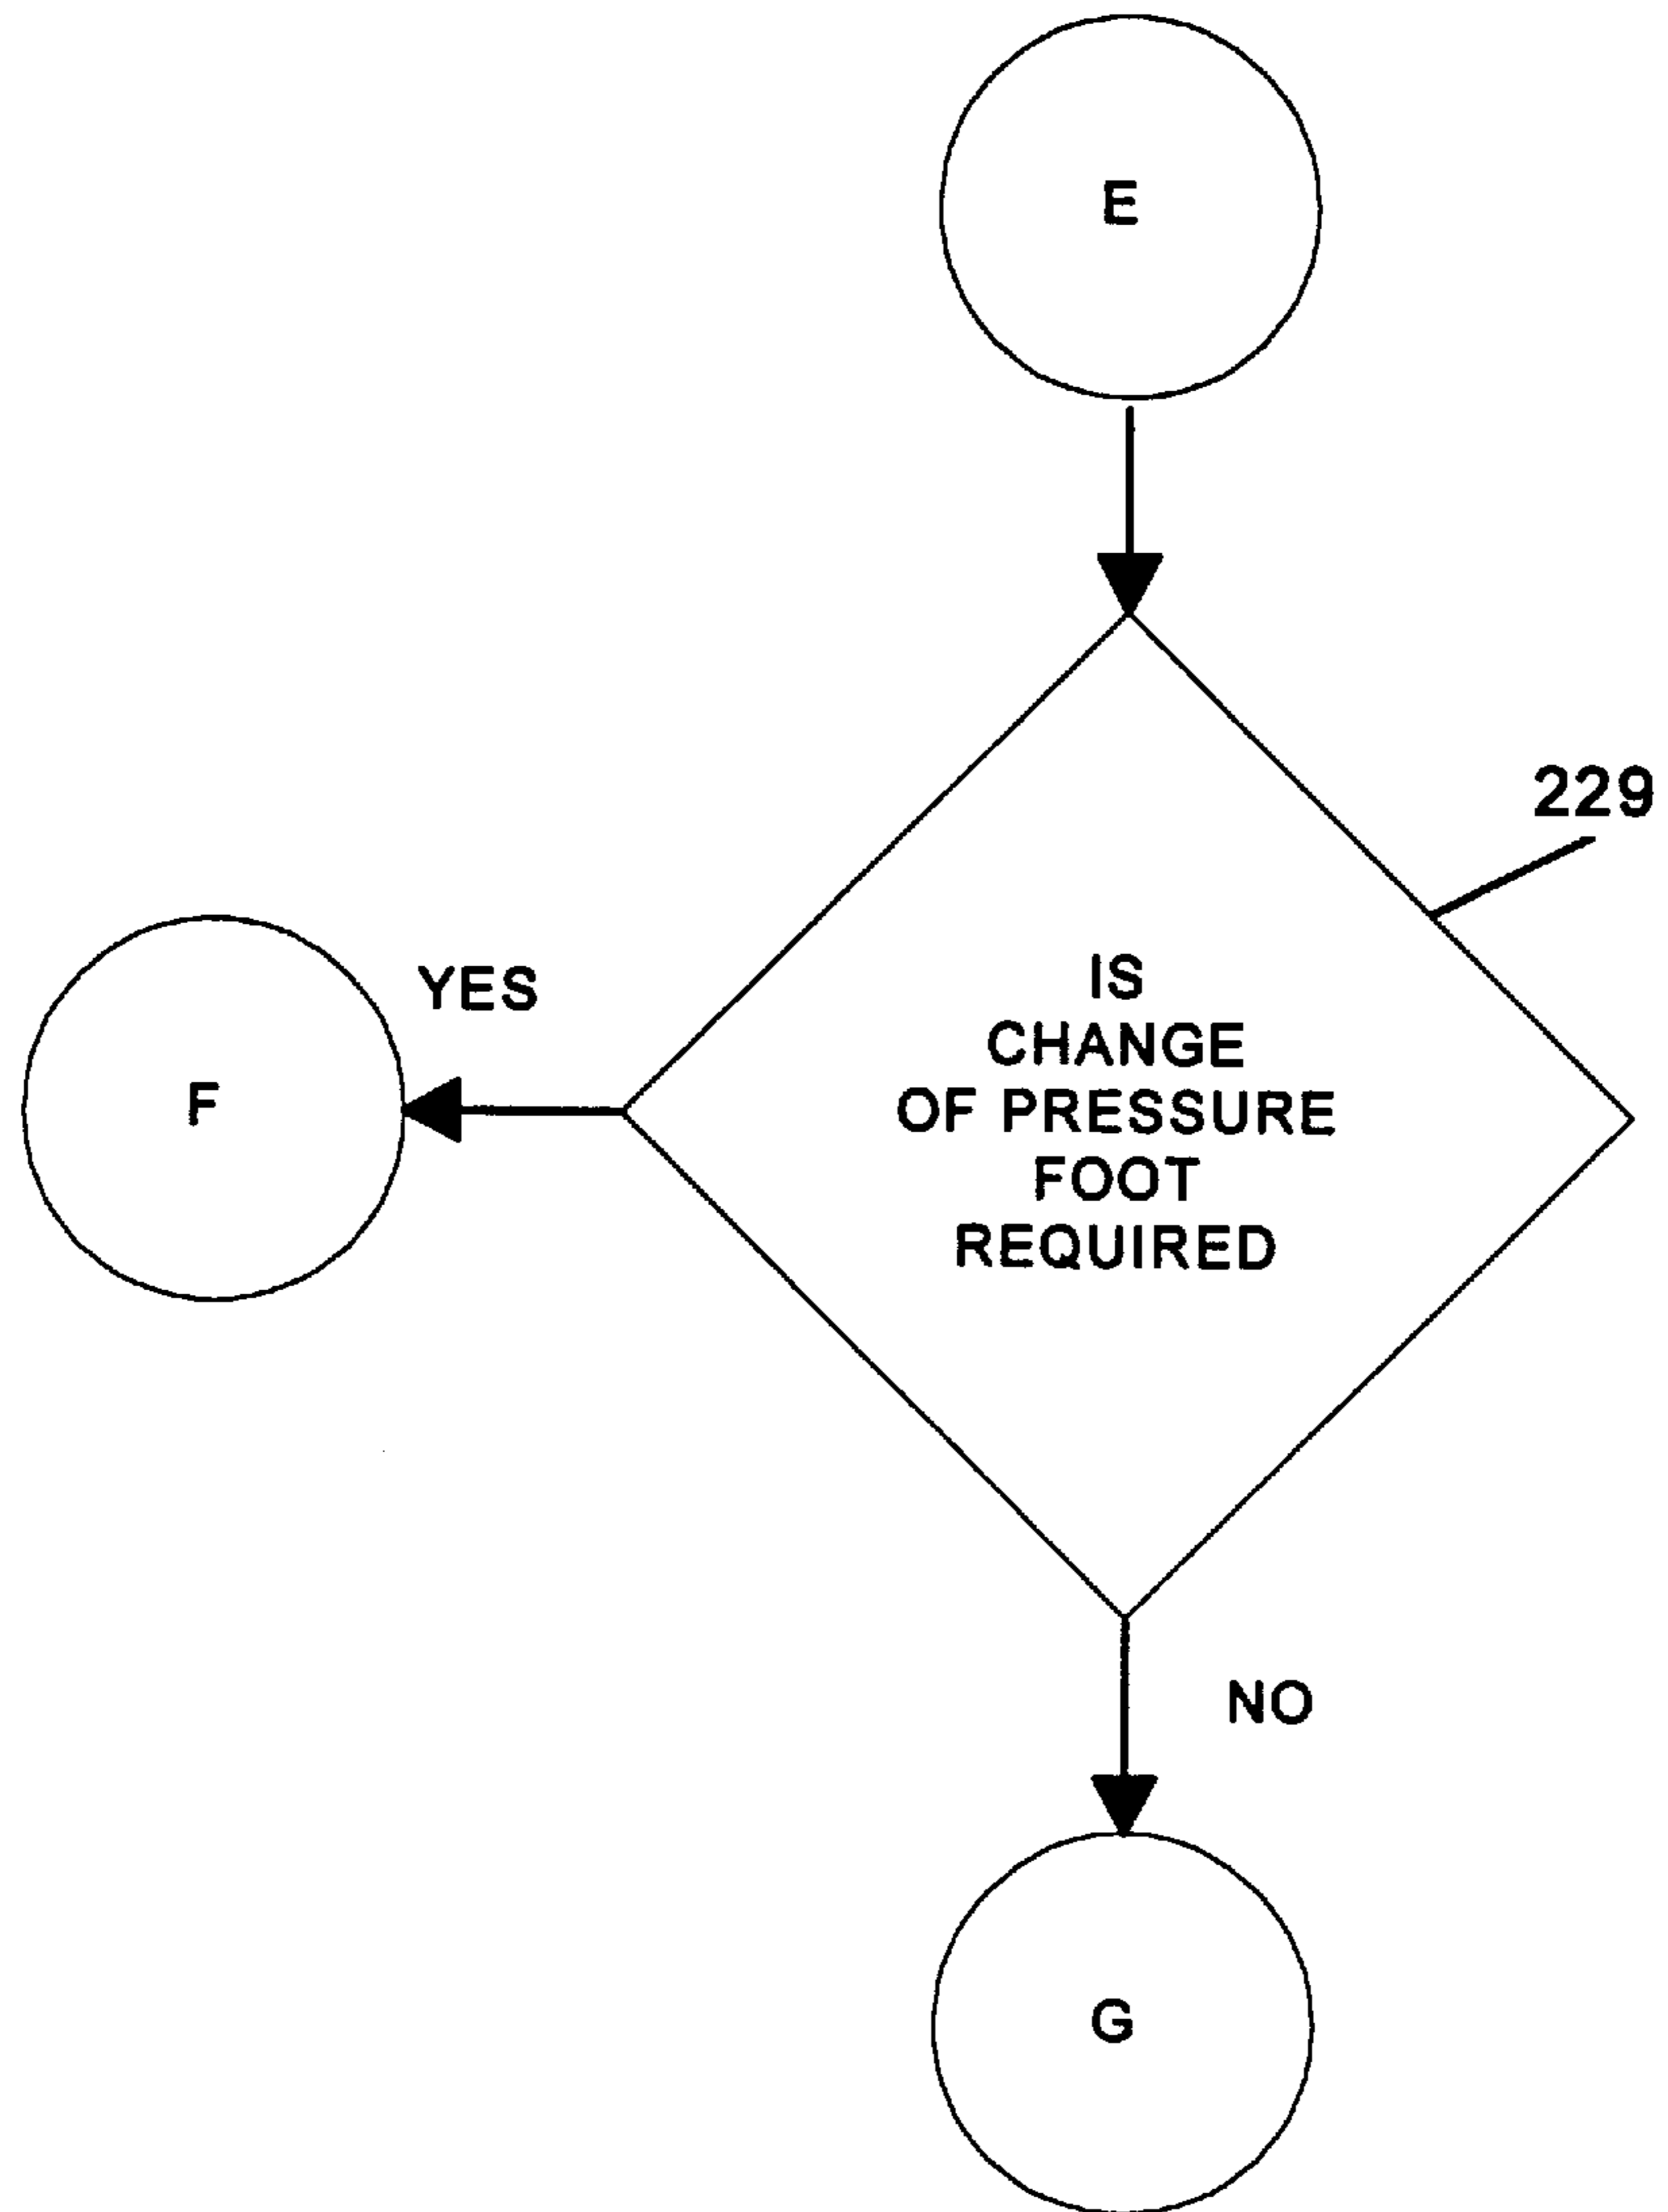 E
229
YES
F
IS
CHANGE
OF PRESSURE
FOOT
REQUIRED
NO
G